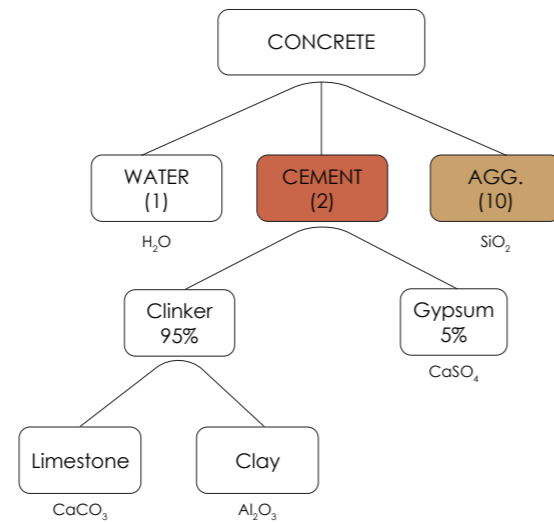 CONCRETE
WATER
(1)
CEMENT
(2)
AGG.
(10)
H₂O
SiO₂
Clinker
95%
Gypsum
5%
CaSO₄
Limestone
Clay
CaCO₃
Al₂O₃